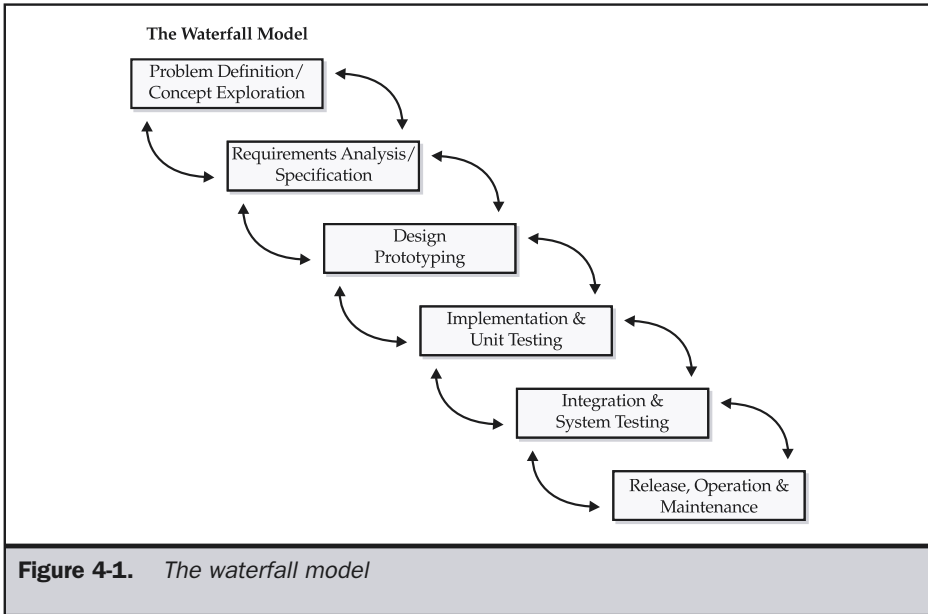 The Waterfall Model
Problem Definition/
Concept Exploration
Requirements Analysis/
Specification
Design
Prototyping
Implementation &
Unit Testing
Integration &
System Testing
Release, Operation &
Maintenance
Figure 4-1. The waterfall model